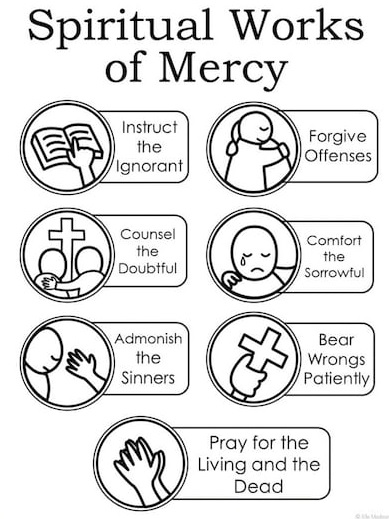 Spiritual Works
of Mercy
Instruct
the
Ignorant
Forgive
Offenses
Counsel
the
Doubtful
Comfort
the
Sorrowful
Admonish
the
Sinners
Bear
Wrongs
Patiently
Pray for the
Living and the
Dead